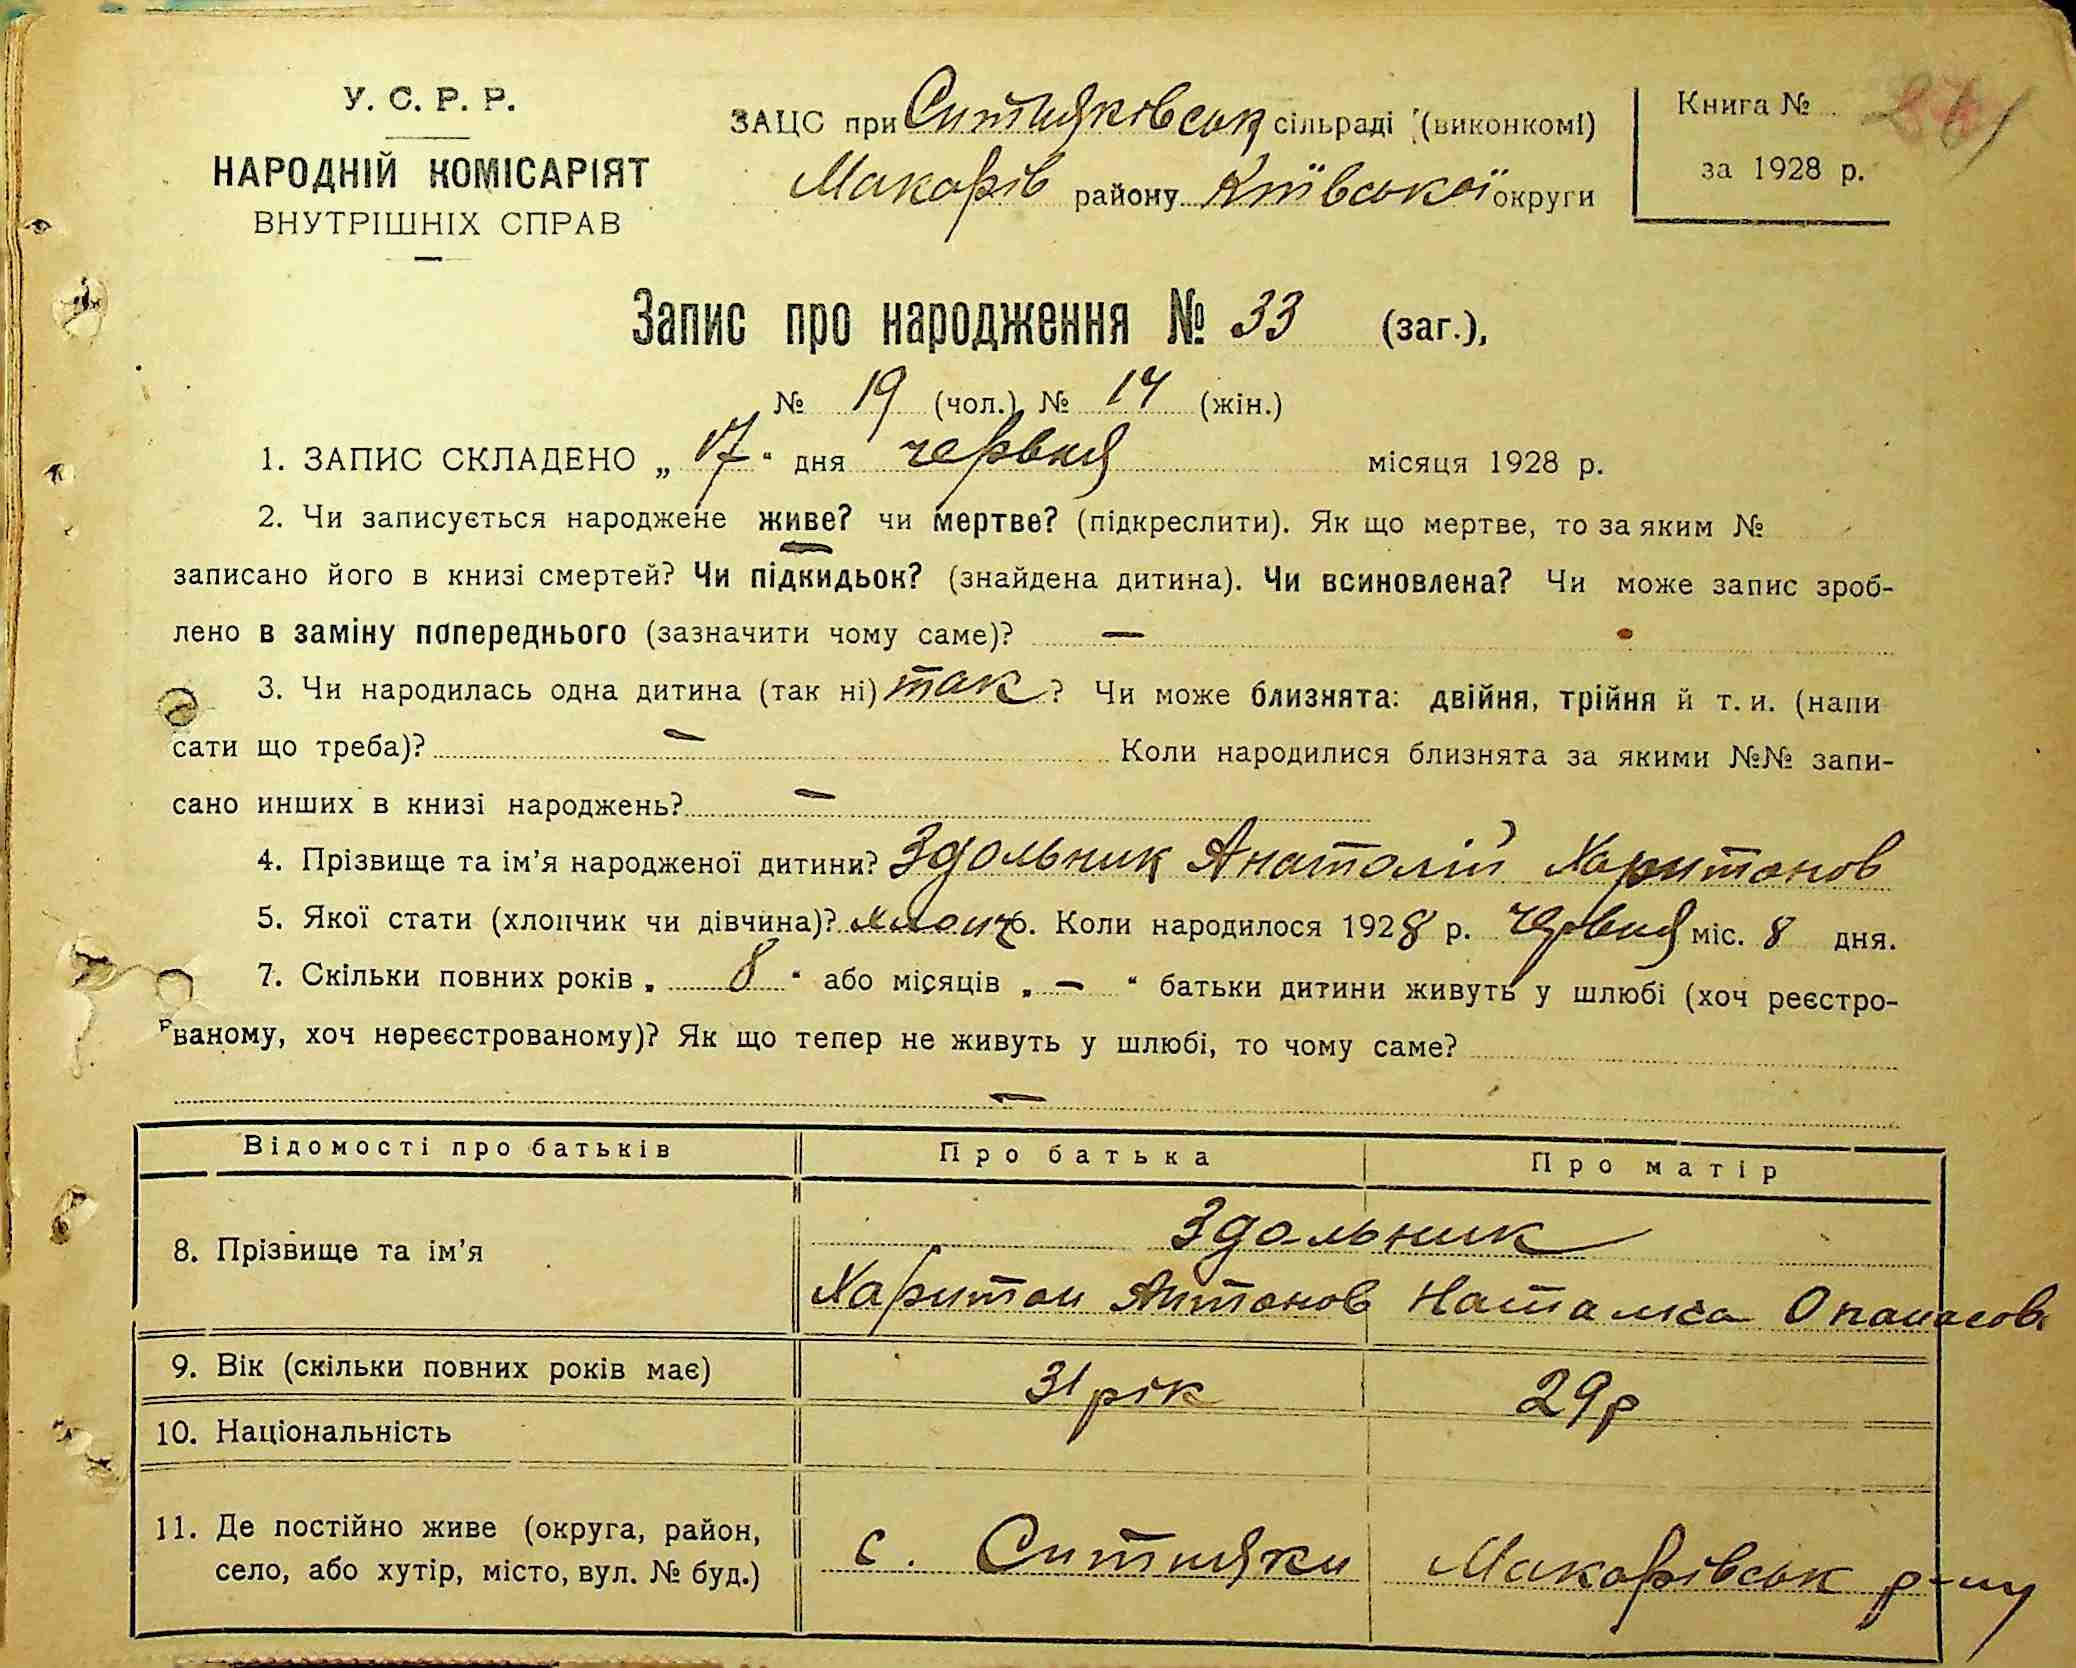 У. С. Р. Р.
НАРОДНІЙ КОМІСАРІЯТ
ВНУТРІШНІХ СПРАВ
ЗАЦС при Ситняківськ сільраді (виконкомі)
Макарів району Київської округи
Книга №
за 1928 р.
Запис про народження № 33 (заг.),
№ 19 (чол.) № 14 (жін.)
1. ЗАПИС СКЛАДЕНО „ 17 “ дня червня місяця 1928 р.
2. Чи записується народжене живе? чи мертве? (підкреслити). Як що мертве, то за яким №
записано його в книзі смертей? Чи підкидьок? (знайдена дитина). Чи всиновлена? Чи може запис зроб-
лено в заміну попереднього (зазначити чому саме)? —
3. Чи народилась одна дитина (так ні) так ? Чи може близнята: двійня, трійня й т. и. (напи
сати що треба)? — Коли народилися близнята за якими №№ запи-
сано инших в книзі народжень? —
4. Прізвище та ім’я народженої дитини? Здольник Анатолій Харитонов
5. Якої стати (хлопчик чи дівчина)? хлопч 6. Коли народилося 1928 р. червня міс. 8 дня.
7. Скільки повних років „ 8 “ або місяців „ — “ батьки дитини живуть у шлюбі (хоч реєстро-
ваному, хоч нереєстрованому)? Як що тепер не живуть у шлюбі, то чому саме?
—
Відомості про батьків Про батька Про матір
8. Прізвище та ім’я Здольник
Харитон Антонов Наталка Опанасов
9. Вік (скільки повних років має) 31 рік 29 р
10. Національність
11. Де постійно живе (округа, район,
село, або хутір, місто, вул. № буд.) с. Ситняки Макарівськ р-ну